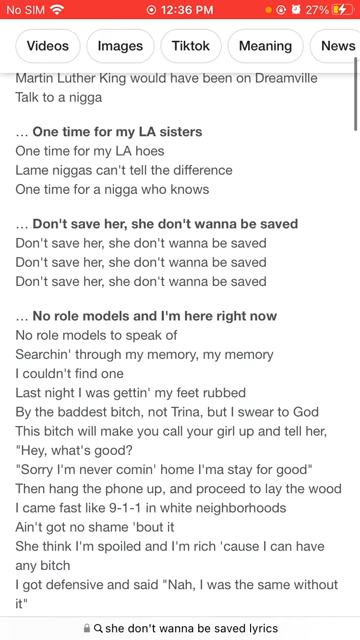 No SIM
12:36 PM
27%
Videos
Images
Tiktok
Meaning
News
Martin Luther King would have been on Dreamville
Talk to a nigga
... One time for my LA sisters
One time for my LA hoes
Lame niggas can't tell the difference
One time for a nigga who knows
... Don't save her, she don't wanna be saved
Don't save her, she don't wanna be saved
Don't save her, she don't wanna be saved
Don't save her, she don't wanna be saved
... No role models and I'm here right now
No role models to speak of
Searchin' through my memory, my memory
I couldn't find one
Last night I was gettin' my feet rubbed
By the baddest bitch, not Trina, but I swear to God
This bitch will make you call your girl up and tell her,
"Hey, what's good?
"Sorry I'm never comin' home I'ma stay for good"
Then hang the phone up, and proceed to lay the wood
I came fast like 9-1-1 in white neighborhoods
Ain't got no shame 'bout it
She think I'm spoiled and I'm rich 'cause I can have
any bitch
I got defensive and said "Nah, I was the same without
it"
she don't wanna be saved lyrics